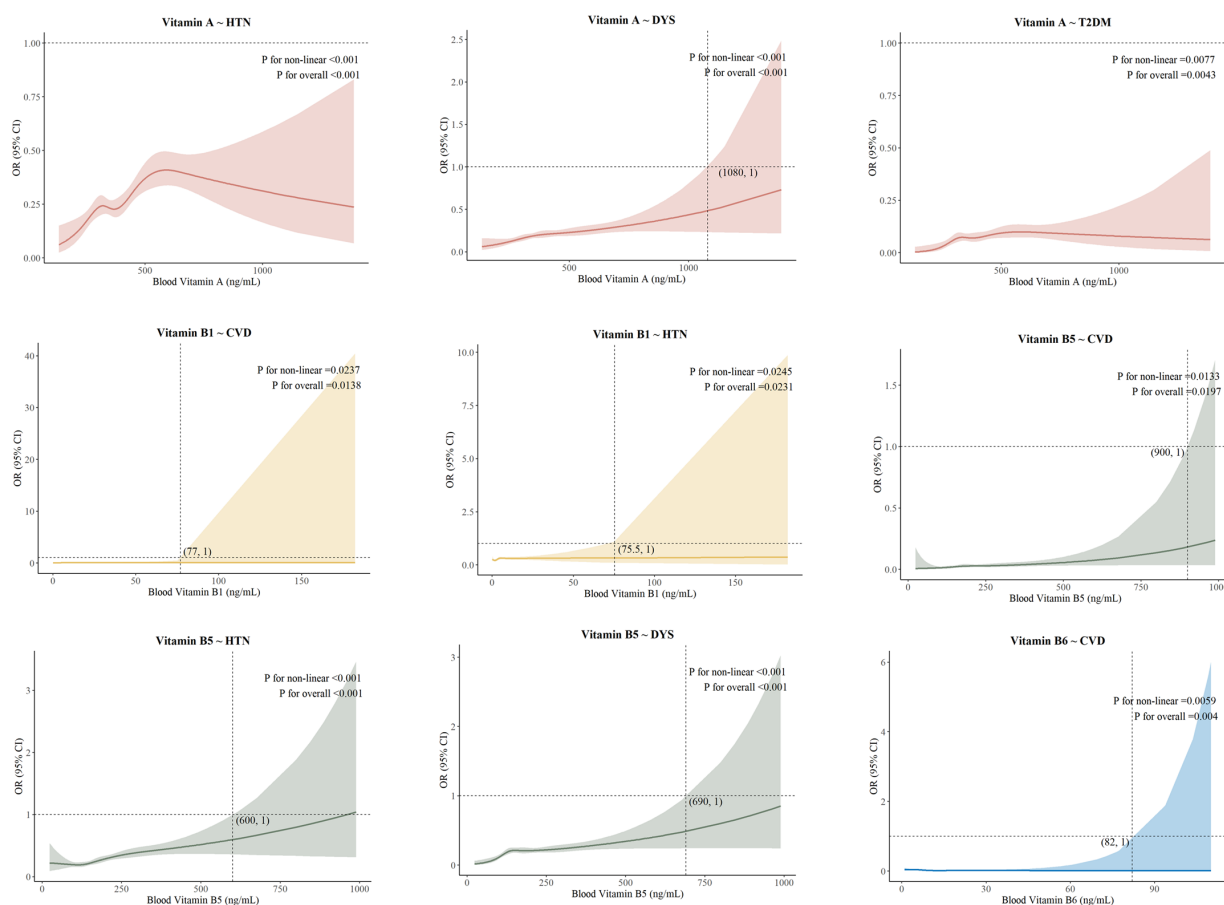 Vitamin A ~ HTN
1.00
P for non-linear <0.001
P for overall <0.001
0.75
OR (95% CI)
0.50
0.25
0.00
500
1000
Blood Vitamin A (ng/mL)
Vitamin A ~ DYS
2.5
P for non-linear <0.001
P for overall <0.001
2.0
OR (95% CI)
1.5
1.0
(1080, 1)
0.5
0.0
500
1000
Blood Vitamin A (ng/mL)
Vitamin A ~ T2DM
1.00
P for non-linear =0.0077
P for overall =0.0043
0.75
OR (95% CI)
0.50
0.25
0.00
500
1000
Blood Vitamin A (ng/mL)
Vitamin B1 ~ CVD
40
P for non-linear =0.0237
P for overall =0.0138
30
OR (95% CI)
20
10
(77, 1)
0
0
50
100
150
Blood Vitamin B1 (ng/mL)
Vitamin B1 ~ HTN
10.0
P for non-linear =0.0245
P for overall =0.0231
7.5
OR (95% CI)
5.0
2.5
(75.5, 1)
0.0
0
50
100
150
Blood Vitamin B1 (ng/mL)
Vitamin B5 ~ CVD
P for non-linear =0.0133
P for overall =0.0197
1.5
OR (95% CI)
1.0
(900, 1)
0.5
0.0
0
250
500
750
1000
Blood Vitamin B5 (ng/mL)
Vitamin B5 ~ HTN
P for non-linear <0.001
P for overall <0.001
3
OR (95% CI)
2
1
(600, 1)
0
0
250
500
750
1000
Blood Vitamin B5 (ng/mL)
Vitamin B5 ~ DYS
3
P for non-linear <0.001
P for overall <0.001
OR (95% CI)
2
1
(690, 1)
0
0
250
500
750
1000
Blood Vitamin B5 (ng/mL)
Vitamin B6 ~ CVD
6
P for non-linear =0.0059
P for overall =0.004
OR (95% CI)
4
2
(82, 1)
0
0
30
60
90
Blood Vitamin B6 (ng/mL)